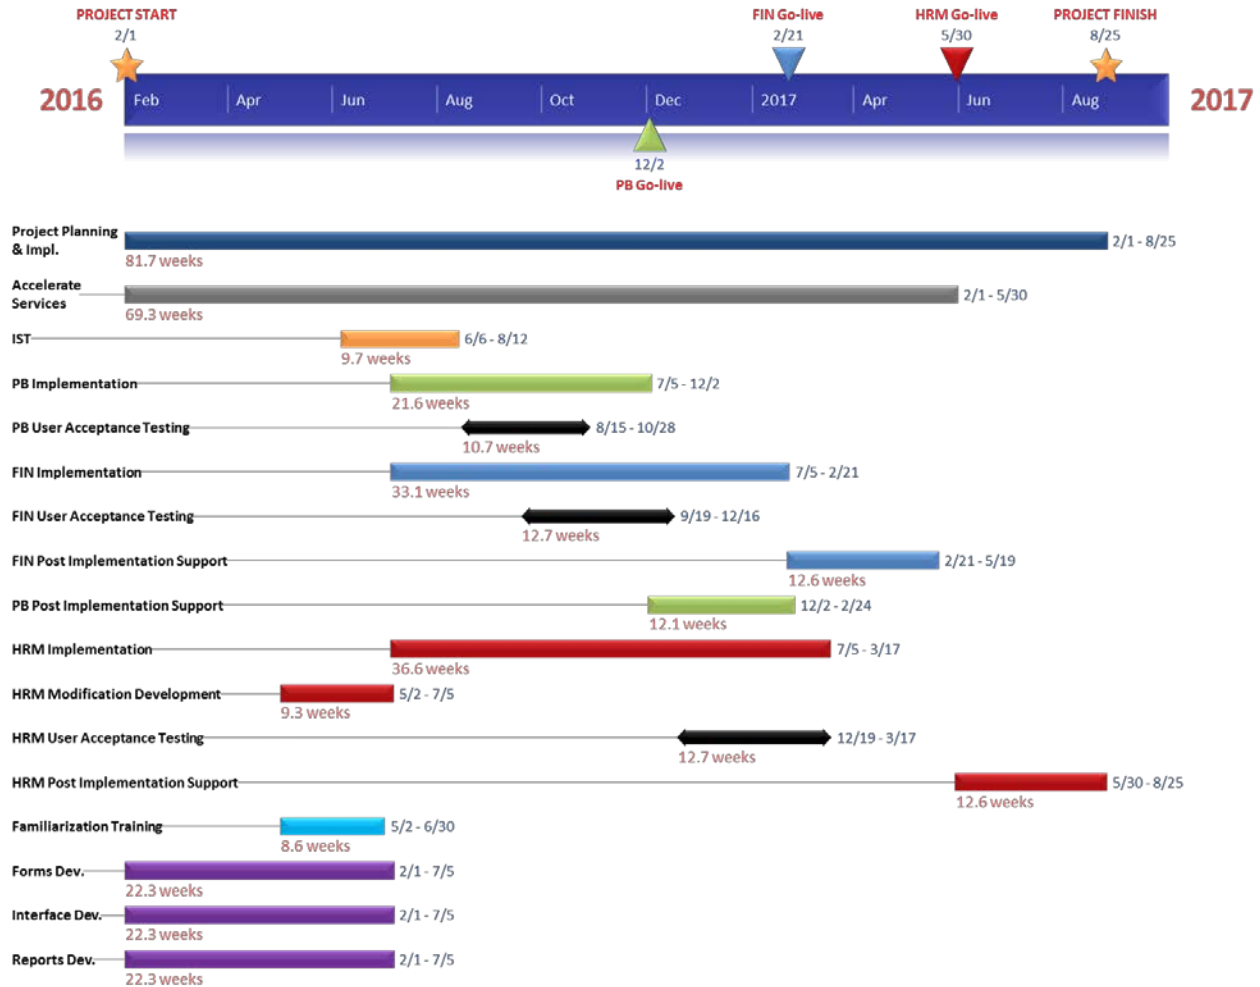 PROJECT START
2/1
FIN Go-live
2/21
HRM Go-live
5/30
PROJECT FINISH
8/25
2016
Feb
Apr
Jun
Aug
Oct
Dec
2017
Apr
Jun
Aug
2017
12/2
PB Go-live
Project Planning
& Impl.
2/1 - 8/25
81.7 weeks
Accelerate
Services
2/1 - 5/30
69.3 weeks
IST
6/6 - 8/12
9.7 weeks
PB Implementation
7/5 - 12/2
21.6 weeks
PB User Acceptance Testing
8/15 - 10/28
10.7 weeks
FIN Implementation
7/5 - 2/21
33.1 weeks
FIN User Acceptance Testing
9/19 - 12/16
12.7 weeks
FIN Post Implementation Support
2/21 - 5/19
12.6 weeks
PB Post Implementation Support
12/2 - 2/24
12.1 weeks
HRM Implementation
7/5 - 3/17
36.6 weeks
HRM Modification Development
5/2 - 7/5
9.3 weeks
HRM User Acceptance Testing
12/19 - 3/17
12.7 weeks
HRM Post Implementation Support
5/30 - 8/25
12.6 weeks
Familiarization Training
5/2 - 6/30
8.6 weeks
Forms Dev.
2/1 - 7/5
22.3 weeks
Interface Dev.
2/1 - 7/5
22.3 weeks
Reports Dev.
2/1 - 7/5
22.3 weeks